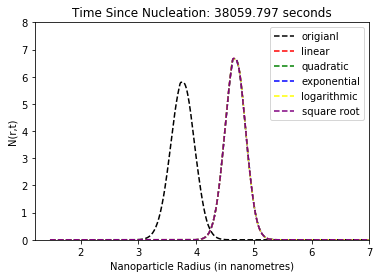 Time Since Nucleation: 38059.797 seconds
8
7
6
5
4
3
2
1
0
N(r,t)
origianl
linear
quadratic
exponential
logarithmic
square root
2 3 4 5 6 7
Nanoparticle Radius (in nanometres)